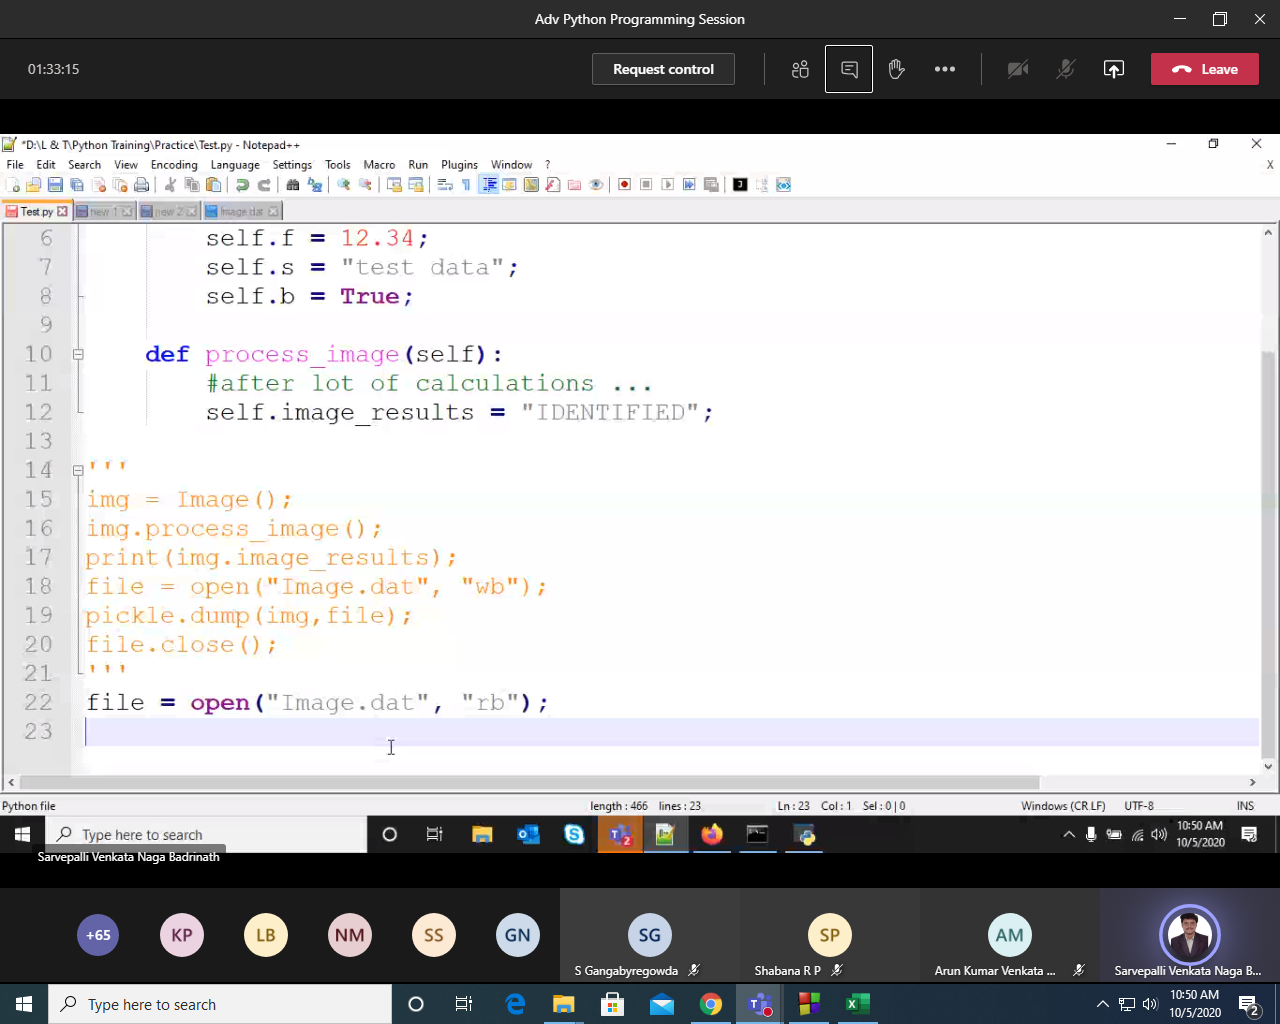 Adv Python Programming Session
01:33:15
Request control
Leave
*D:\L & T\Python Training\Practice\Test.py - Notepad++
File Edit Search View Encoding Language Settings Tools Macro Run Plugins Window ?
X
Test.py new 1 new 2 Image.dat
6 self.f = 12.34;
7 self.s = "test data";
8 self.b = True;
9
10 def process_image(self):
11 #after lot of calculations ...
12 self.image_results = "IDENTIFIED";
13
14 '''
15 img = Image();
16 img.process_image();
17 print(img.image_results);
18 file = open("Image.dat", "wb");
19 pickle.dump(img,file);
20 file.close();
21 '''
22 file = open("Image.dat", "rb");
23
Python file length : 466 lines : 23 Ln : 23 Col : 1 Sel : 0 | 0 Windows (CR LF) UTF-8 INS
Type here to search
10:50 AM
10/5/2020
Sarvepalli Venkata Naga Badrinath
+65 KP LB NM SS GN SG SP AM
S Gangabyregowda Shabana R P Arun Kumar Venkata ... Sarvepalli Venkata Naga B...
Type here to search
10:50 AM
10/5/2020
2